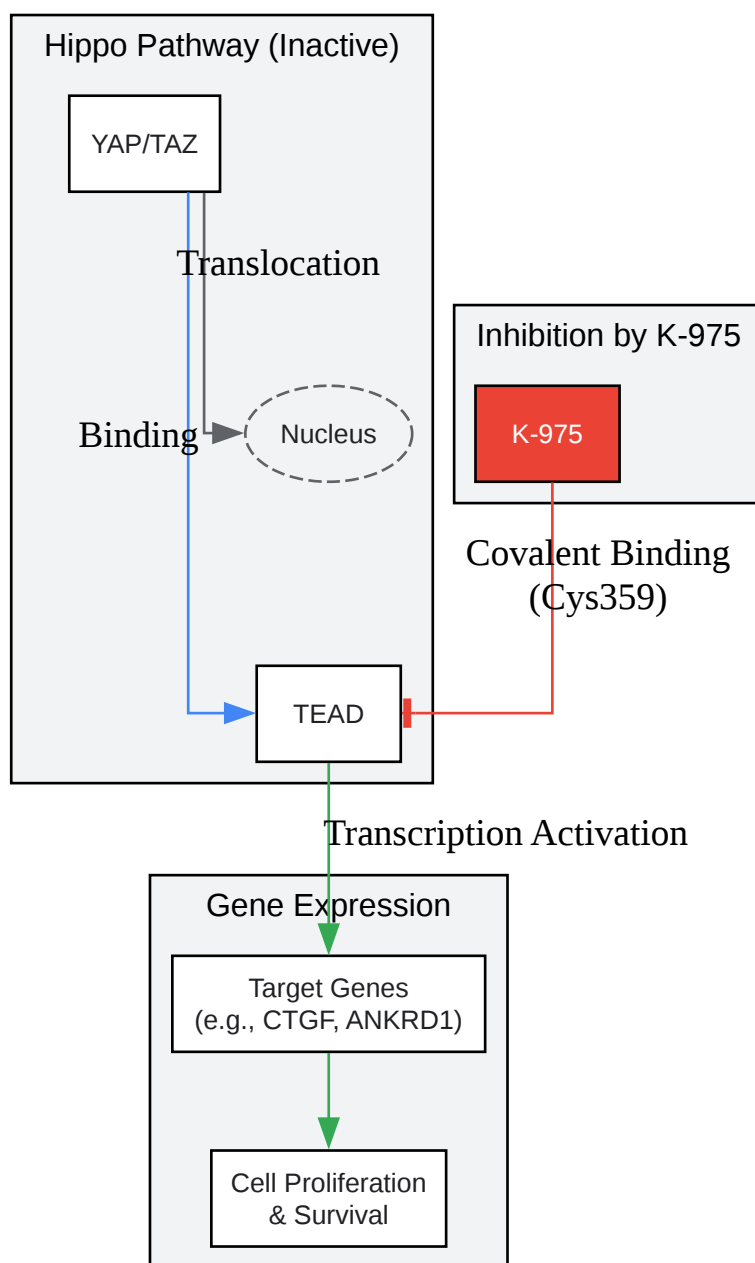 Hippo Pathway (Inactive)
YAP/TAZ
Translocation
Inhibition by K-975
Binding
Nucleus
K-975
Covalent Binding
(Cys359)
TEAD
Transcription Activation
Gene Expression
Target Genes
(e.g., CTGF, ANKRD1)
Cell Proliferation
& Survival